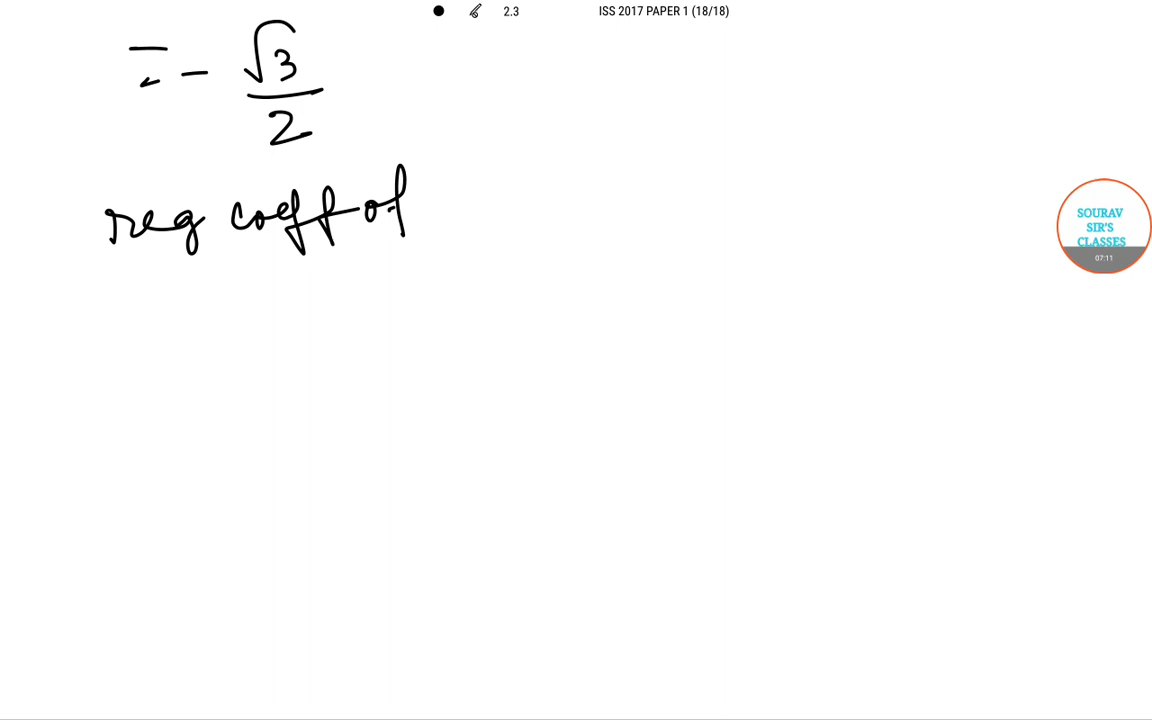 2.3
ISS 2017 PAPER 1 (18/18)
= - √3
2
reg coeff of
SOURAV
SIR'S
CLASSES
07:11